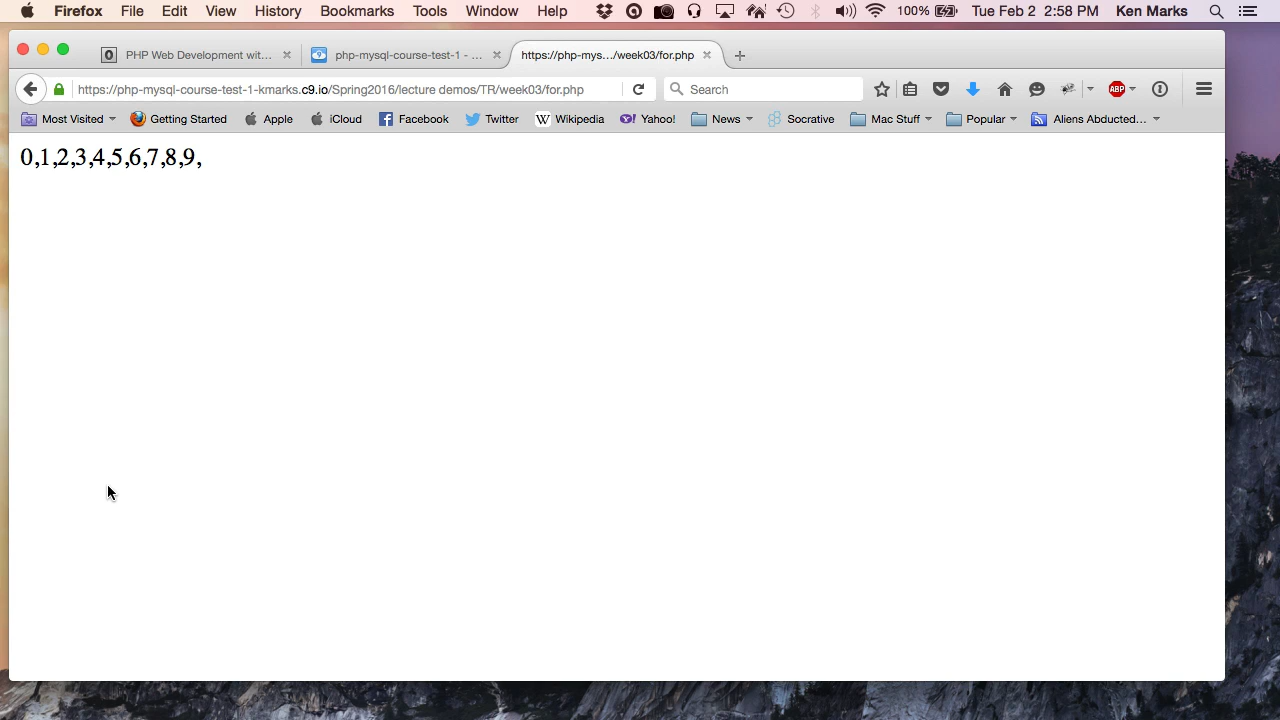 Firefox File Edit View History Bookmarks Tools Window Help 100% Tue Feb 2 2:58 PM Ken Marks
PHP Web Development wit... php-mysql-course-test-1 - ... https://php-mys.../week03/for.php
https://php-mysql-course-test-1-kmarks.c9.io/Spring2016/lecture demos/TR/week03/for.php Search ABP
Most Visited Getting Started Apple iCloud Facebook Twitter W Wikipedia Y! Yahoo! News Socrative Mac Stuff Popular Aliens Abducted...
0,1,2,3,4,5,6,7,8,9,